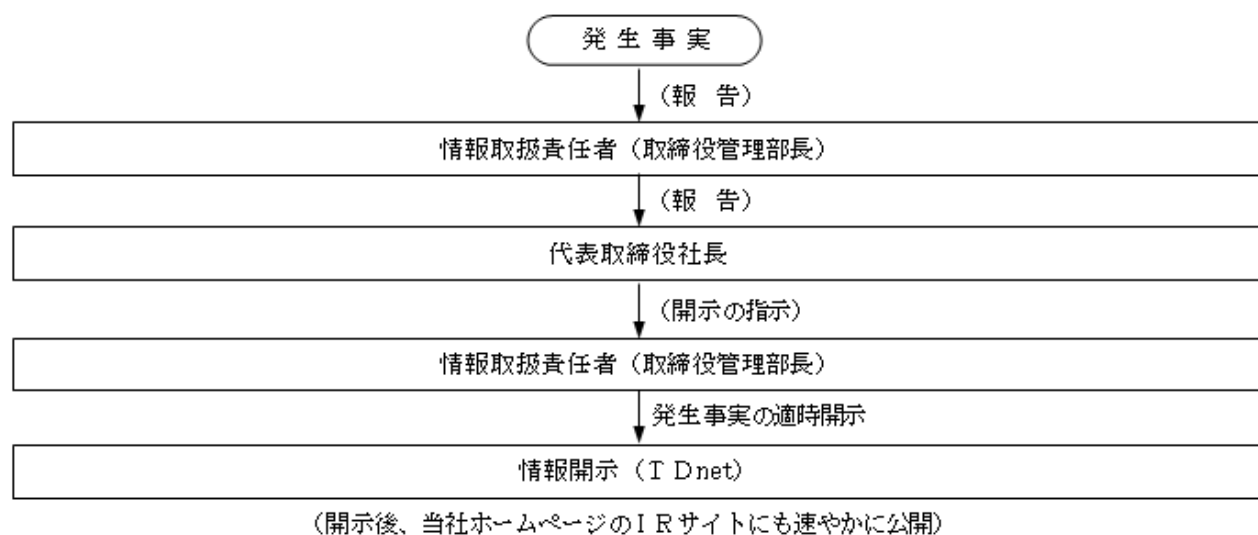 発生事実
（報　告）
情報取扱責任者（取締役管理部長）
（報　告）
代表取締役社長
（開示の指示）
情報取扱責任者（取締役管理部長）
発生事実の適時開示
情報開示（ＴＤnet）
（開示後、当社ホームページのＩＲサイトにも速やかに公開）